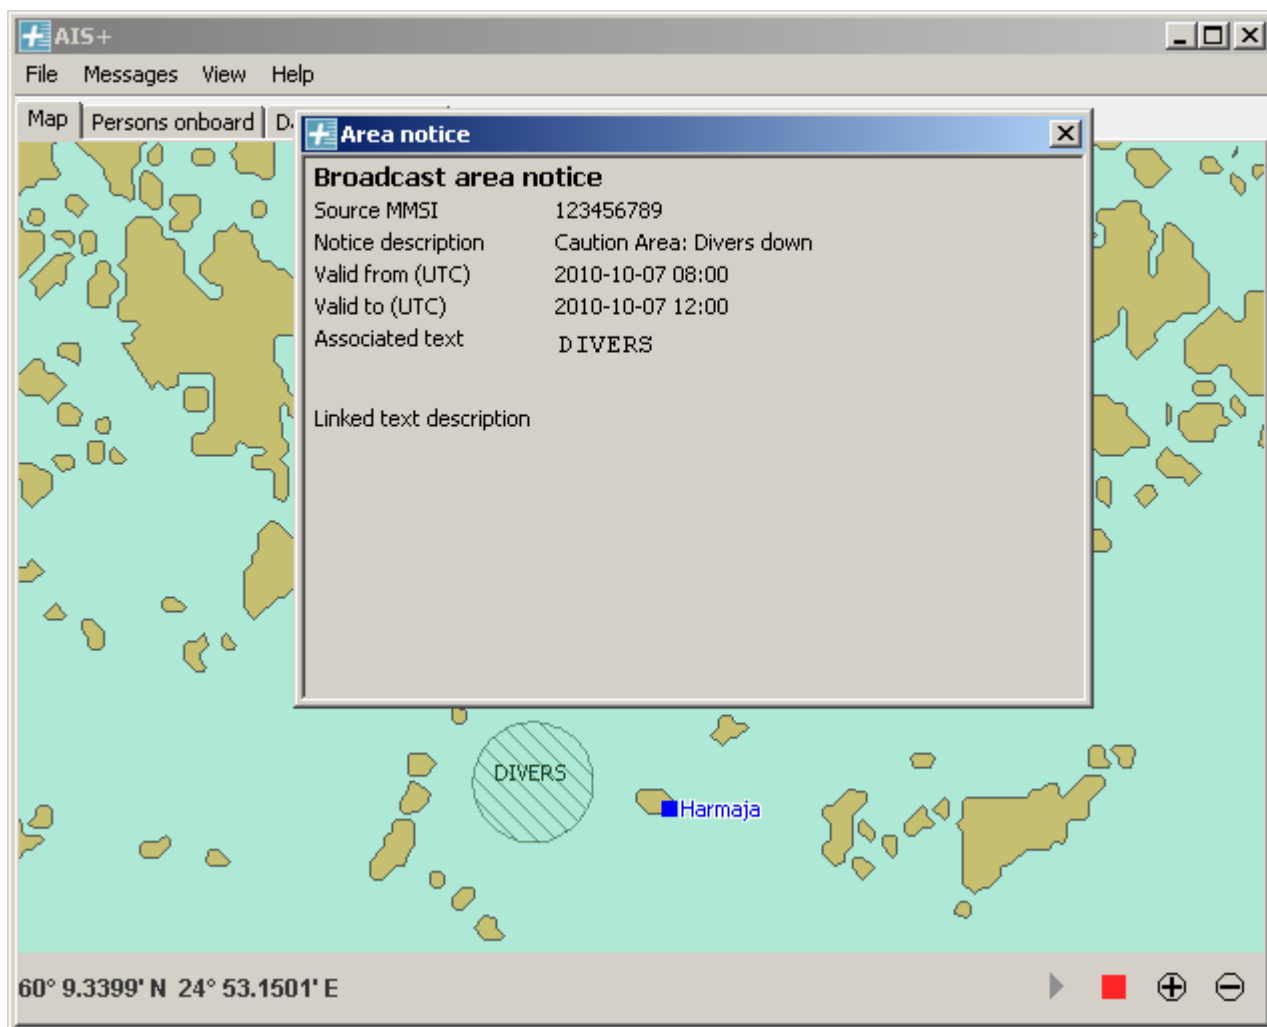 AIS+
File Messages View Help
Map Persons onboard D
Area notice
Broadcast area notice
Source MMSI 123456789
Notice description Caution Area: Divers down
Valid from (UTC) 2010-10-07 08:00
Valid to (UTC) 2010-10-07 12:00
Associated text DIVERS
Linked text description
DIVERS
Harmaja
60° 9.3399' N 24° 53.1501' E